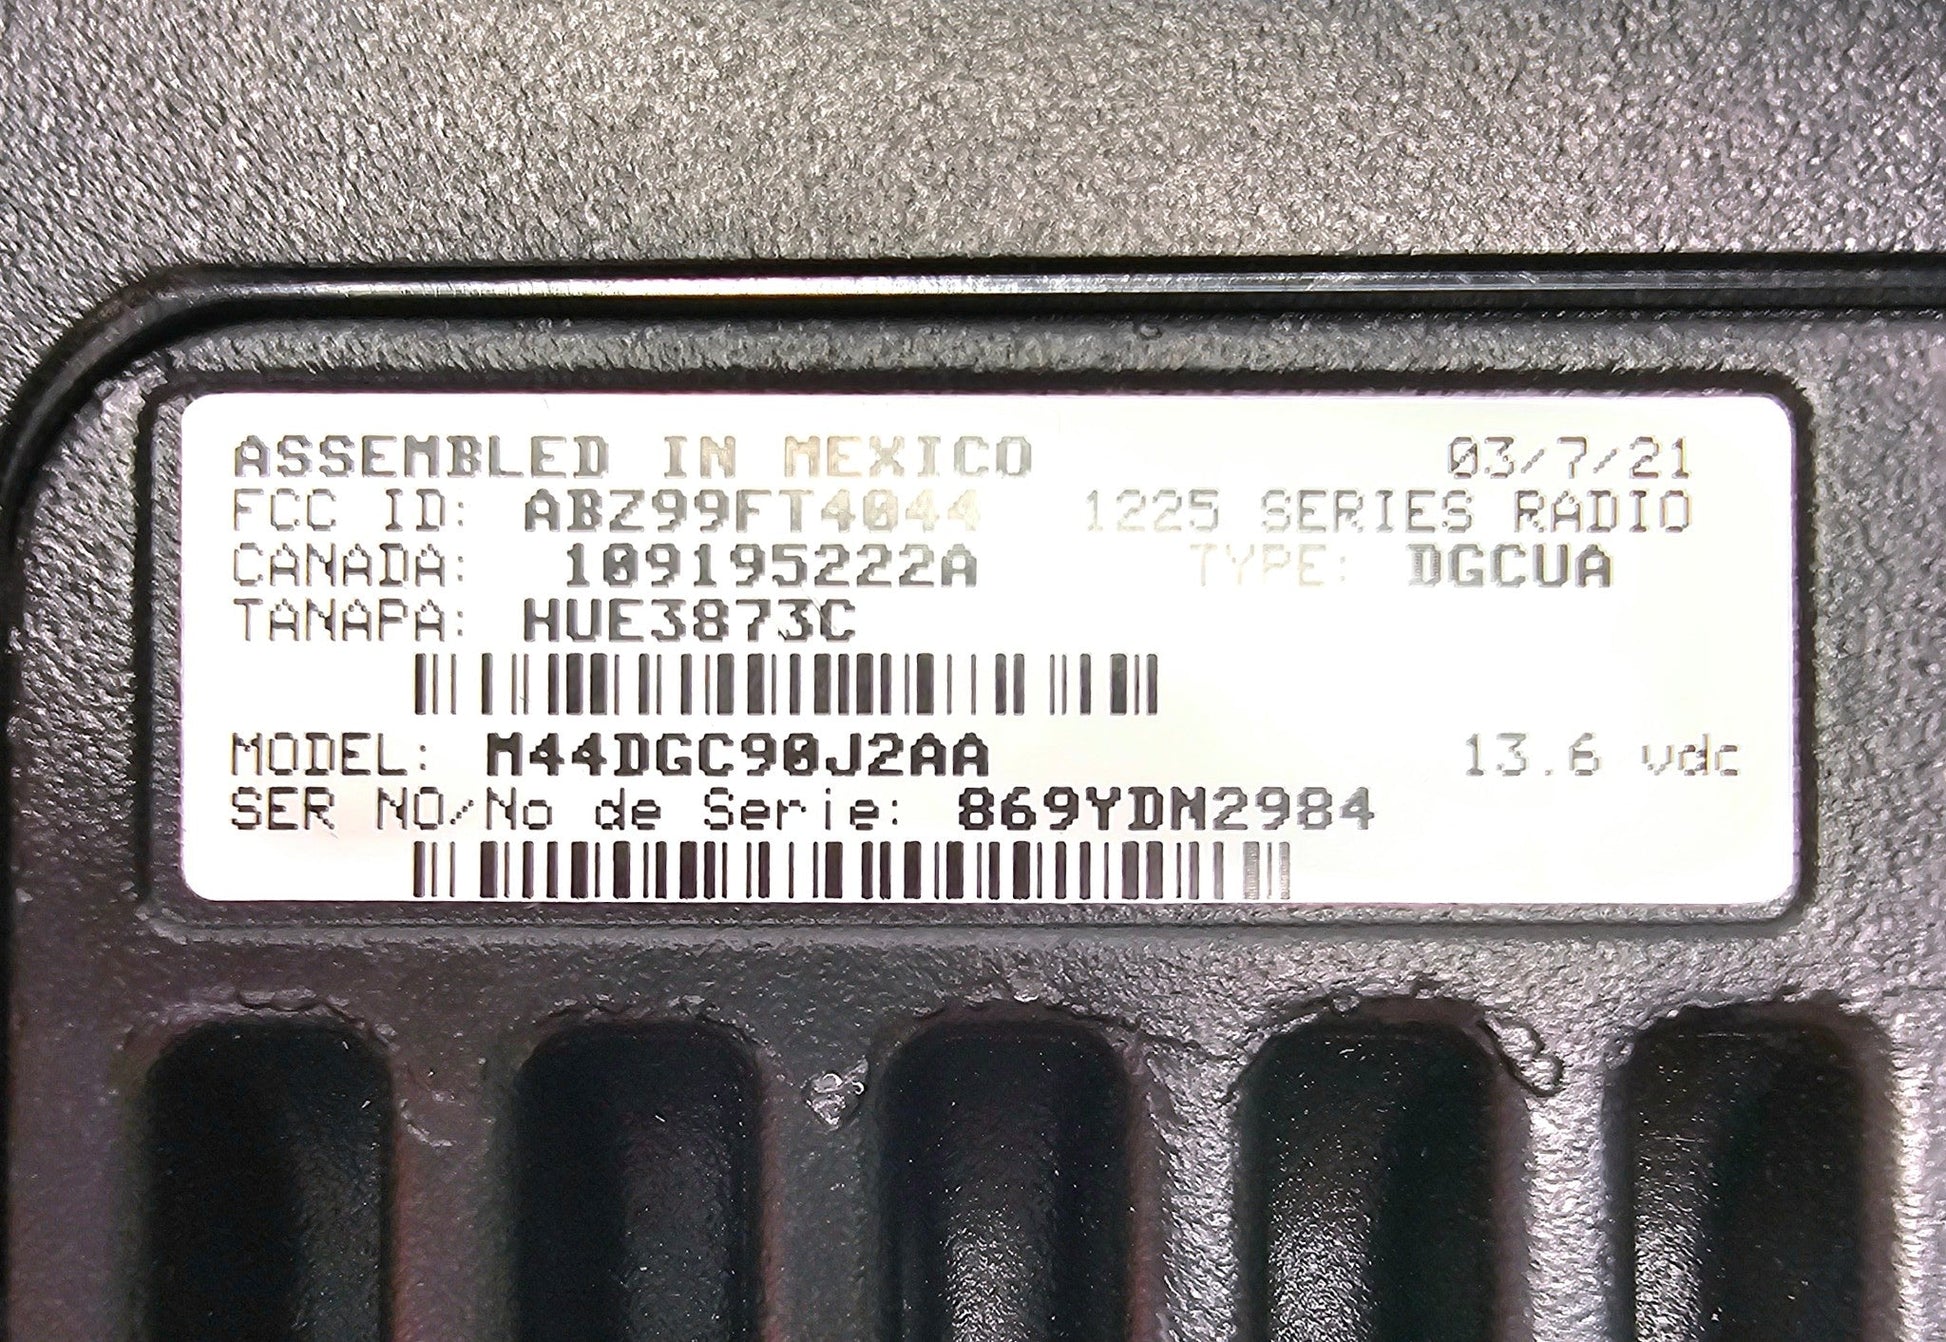 ASSEMBLED IN MEXICO 03/7/21
FCC ID: ABZ99FT4044 1225 SERIES RADIO
CANADA: 109195222A TYPE: DGCUA
TANAPA: HUE3873C
MODEL: M44DGC90J2AA 13.6 vdc
SER NO/No de Serie: 869YDM2984